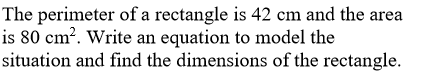 The perimeter of a rectangle is 42 cm and the area
is 80 cm². Write an equation to model the
situation and find the dimensions of the rectangle.